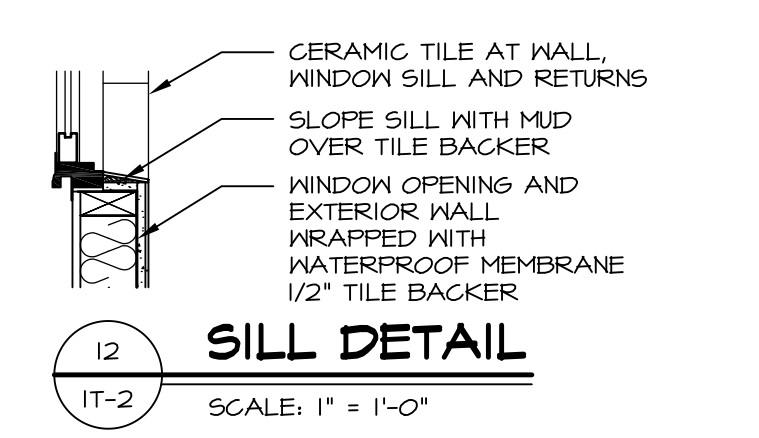 CERAMIC TILE AT WALL,
WINDOW SILL AND RETURNS
SLOPE SILL WITH MUD
OVER TILE BACKER
WINDOW OPENING AND
EXTERIOR WALL
WRAPPED WITH
WATERPROOF MEMBRANE
1/2" TILE BACKER
12
IT-2
SILL DETAIL
SCALE: 1" = 1'-0"